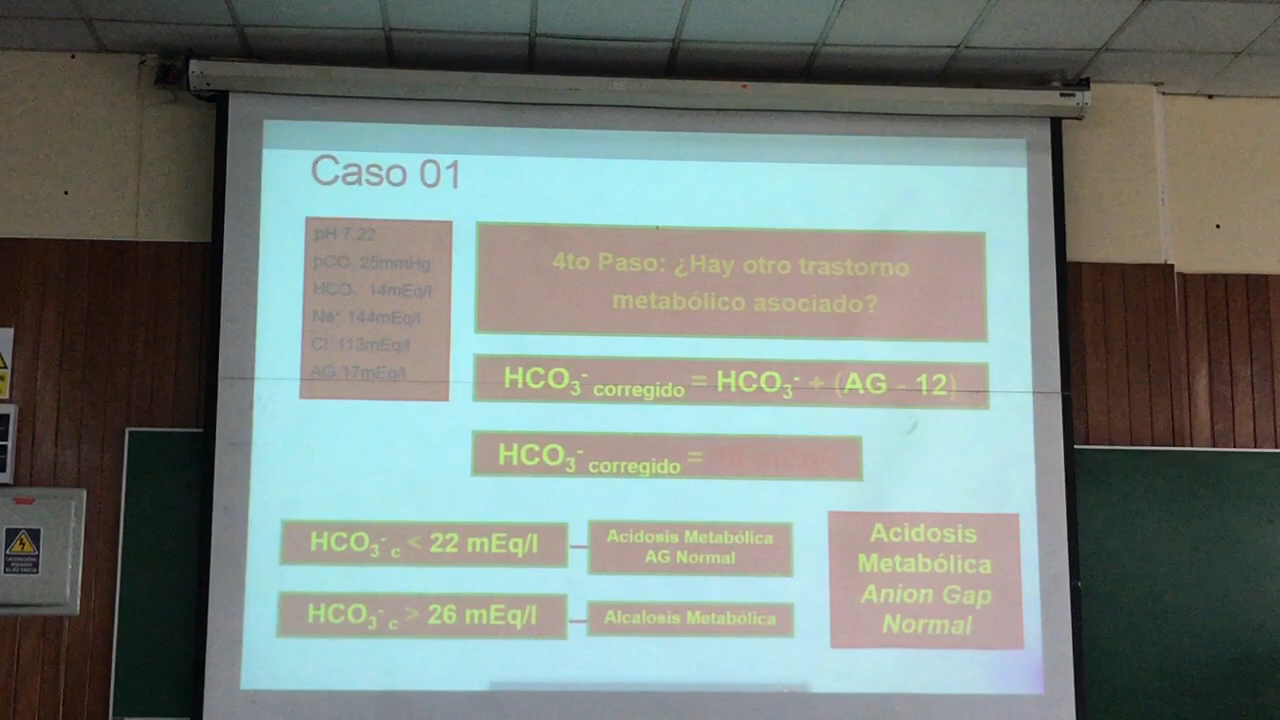 Caso 01
pH 7,22
pCO₂ 25mmHg
HCO₃⁻ 14mEq/l
Na⁺ 144mEq/l
Cl⁻ 113mEq/l
AG 17mEq/l
4to Paso: ¿Hay otro trastorno
metabólico asociado?
HCO₃⁻ corregido = HCO₃⁻ + (AG - 12)
HCO₃⁻ corregido =
HCO₃⁻ c < 22 mEq/l
Acidosis Metabólica
AG Normal
HCO₃⁻ c > 26 mEq/l
Alcalosis Metabólica
Acidosis
Metabólica
Anion Gap
Normal